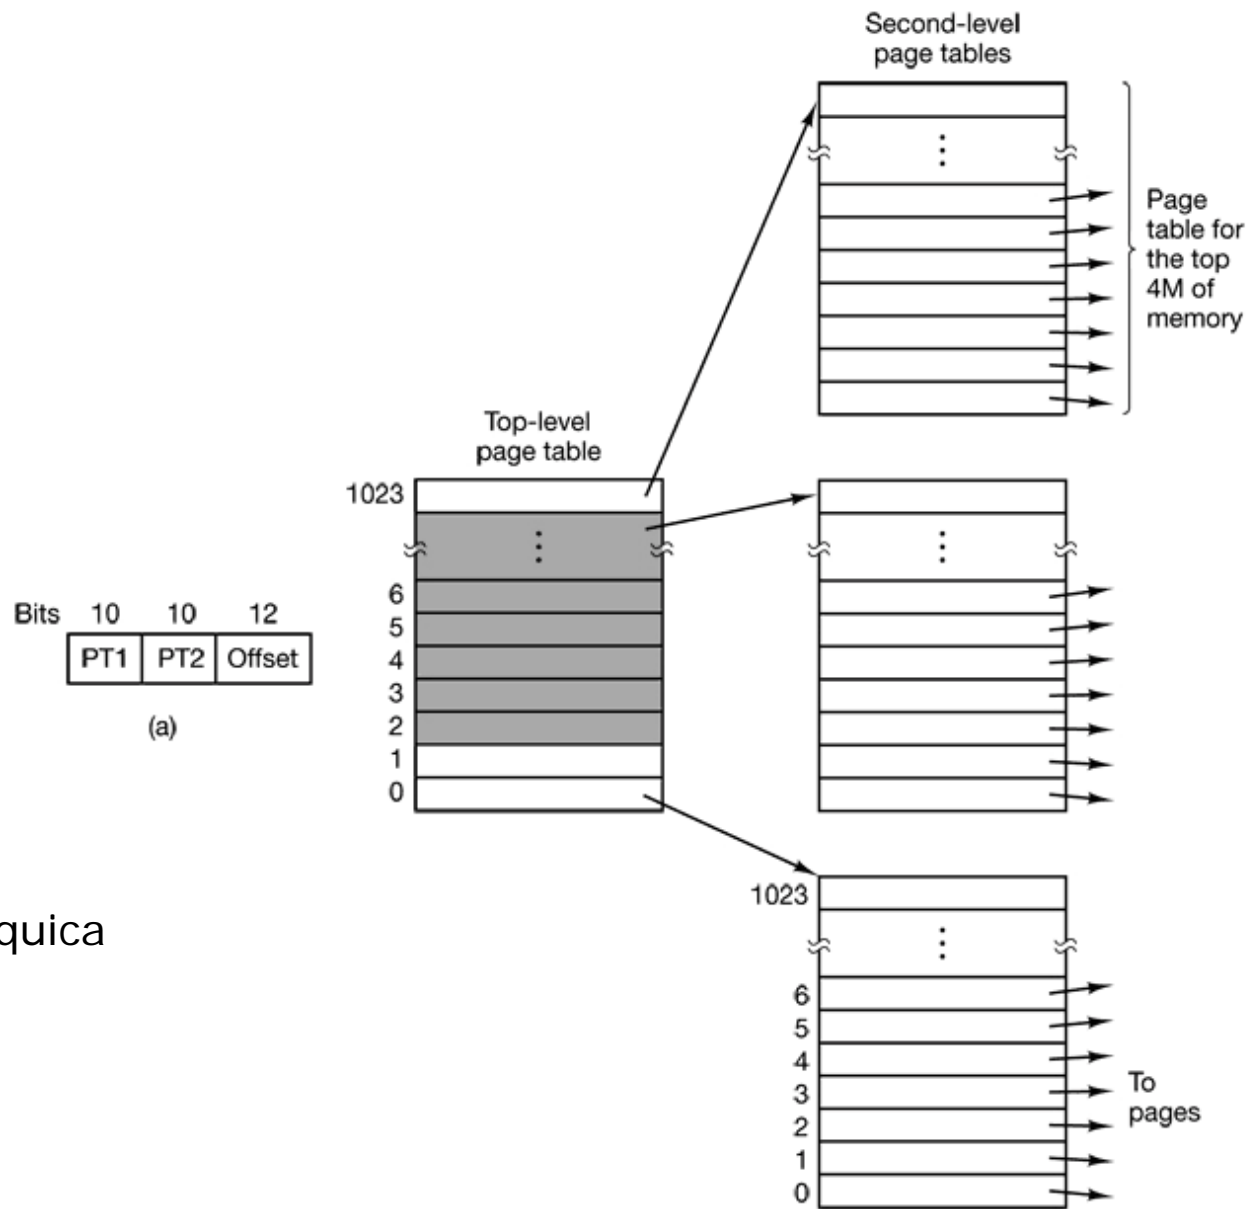 Second-level
page tables
Page
table for
the top
4M of
memory
Top-level
page table
1023
6
5
4
3
2
1
0
Bits 10 10 12
PT1 PT2 Offset
(a)
1023
6
5
4
3
2
1
0
To
pages
quica